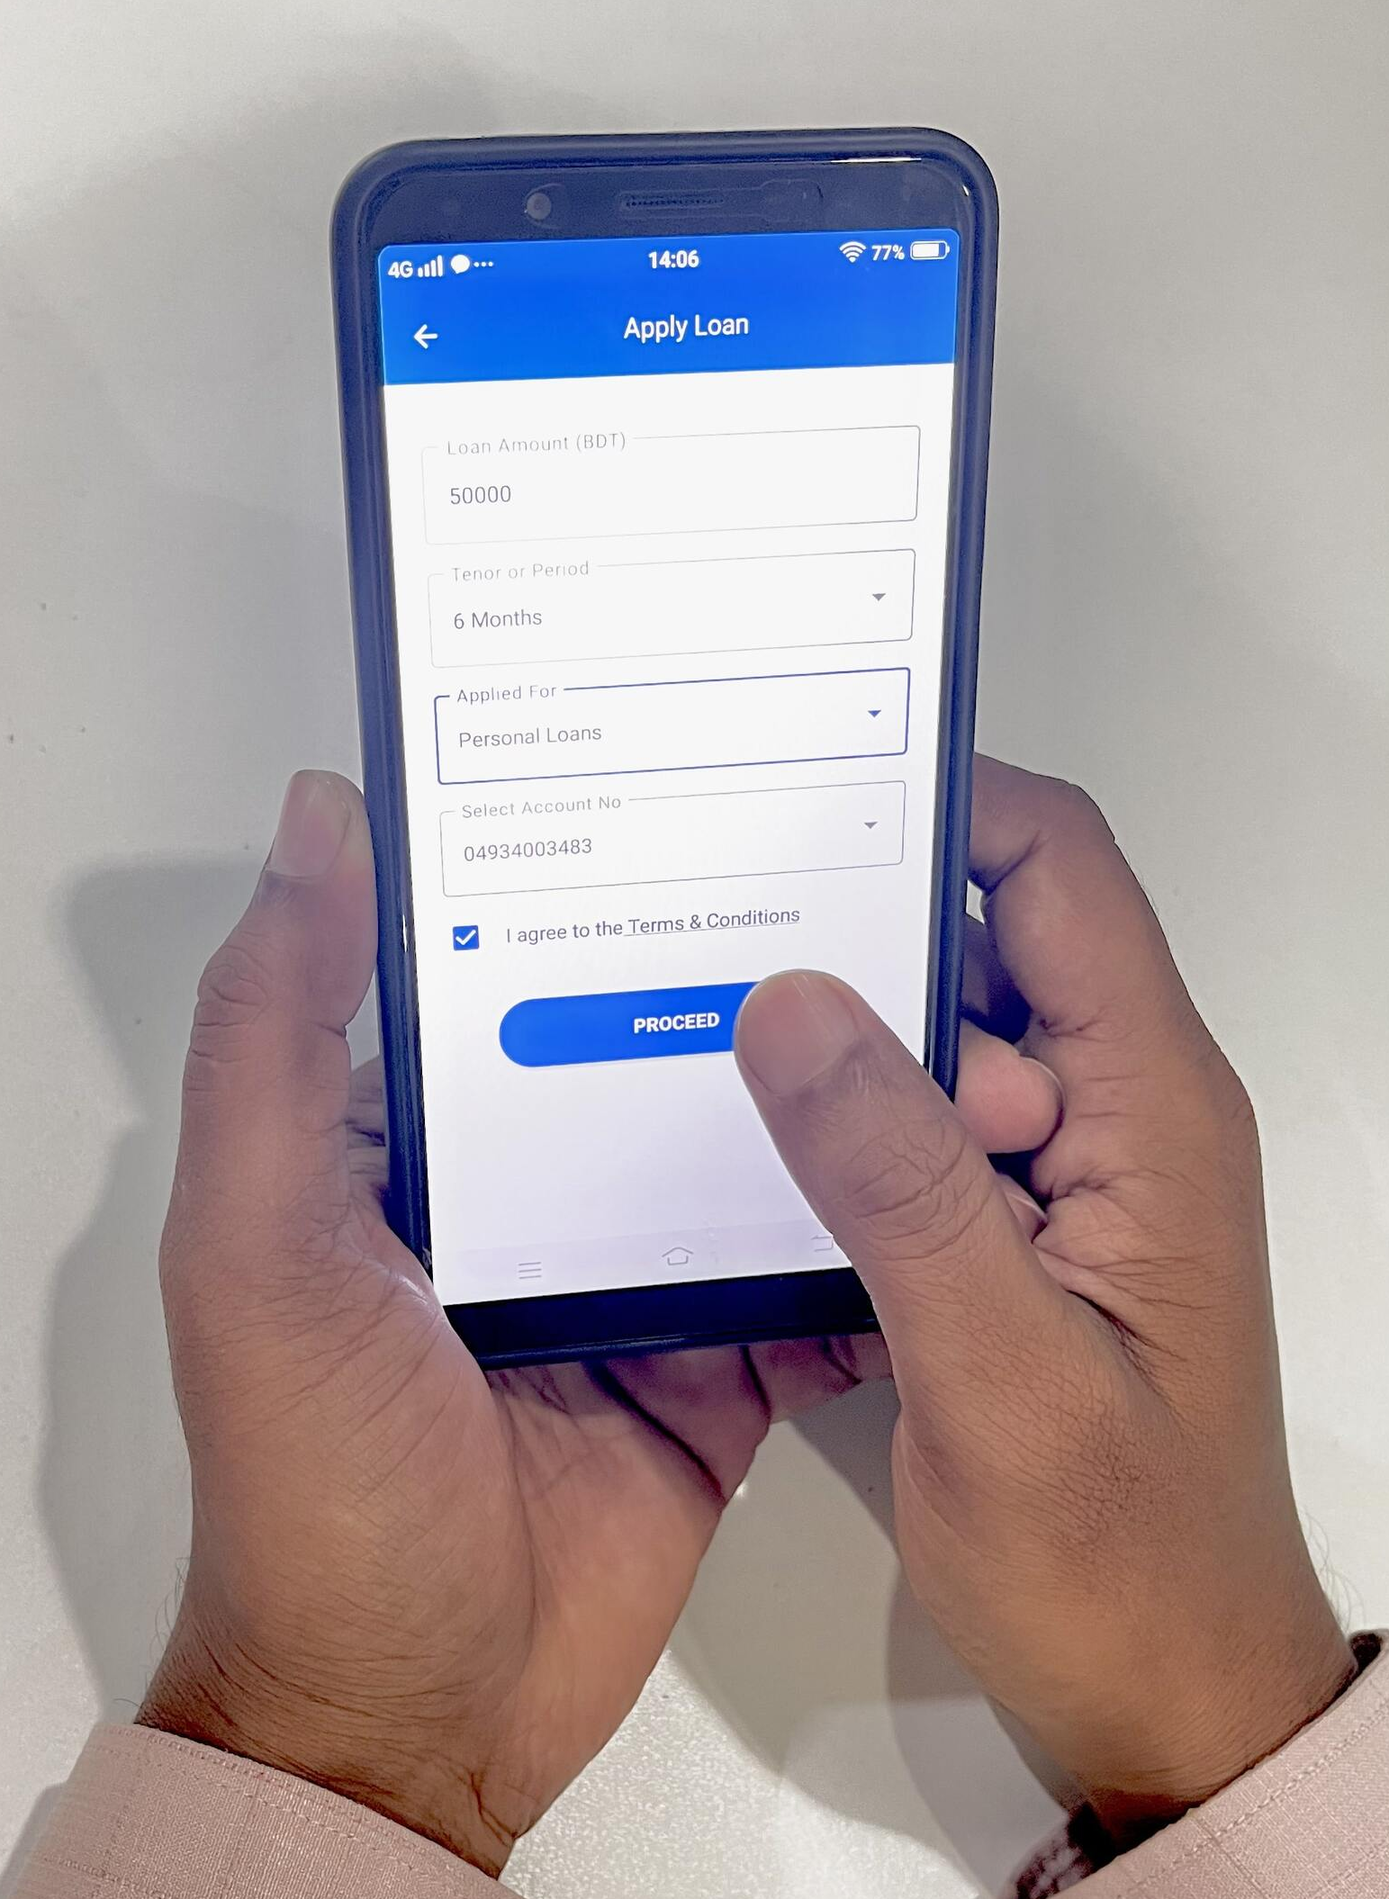 4G 14:06 77%
Apply Loan
Loan Amount (BDT)
50000
Tenor or Period
6 Months
Applied For
Personal Loans
Select Account No
04934003483
I agree to the Terms & Conditions
PROCEED